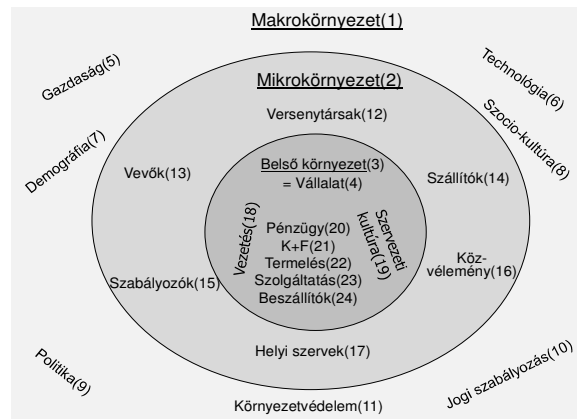 Makrokörnyezet(1)
Gazdaság(5)
Technológia(6)
Mikrokörnyezet(2)
Versenytársak(12)
Demográfia(7)
Szocio-kultúra(8)
Vevők(13)
Belső környezet(3)
= Vállalat(4)
Szállítók(14)
Vezetés(18)
Pénzügy(20)
K+F(21)
Termelés(22)
Szolgáltatás(23)
Beszállítók(24)
Szervezeti
kultúra(19)
Szabályozók(15)
Köz-
vélemény(16)
Helyi szervek(17)
Politika(9)
Jogi szabályozás(10)
Környezetvédelem(11)